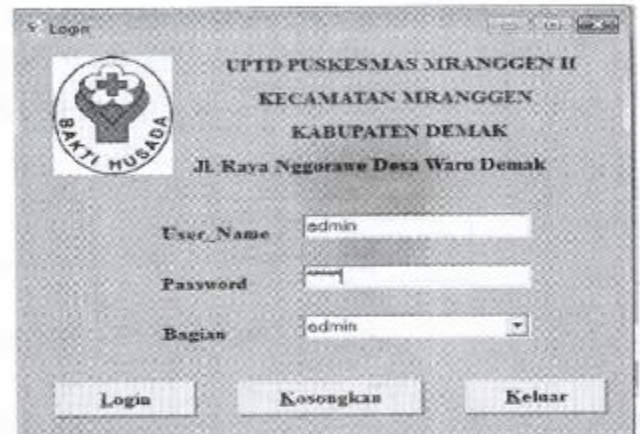 Login
UPTD PUSKESMAS MRANGGEN II
KECAMATAN MRANGGEN
KABUPATEN DEMAK
Jl. Raya Nggorawe Desa Waru Demak
BAKTI HUSADA
User_Name admin
Password *****
Bagian admin
Login Kosongkan Keluar